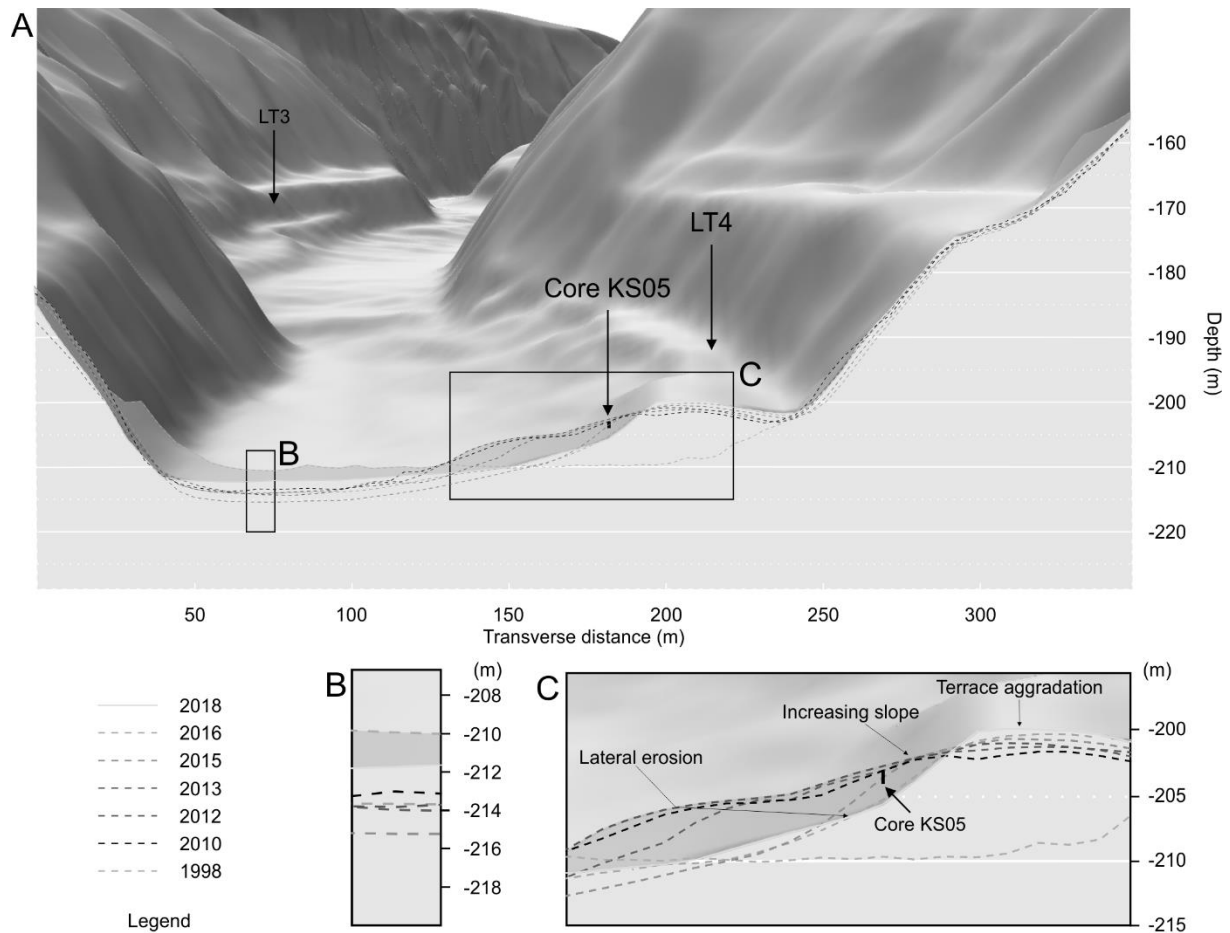 A
LT3
LT4
Core KS05
C
B
-160
-170
-180
-190
-200
-210
-220
Depth (m)
50
100
150
200
250
300
Transverse distance (m)
2018
2016
2015
2013
2012
2010
1998
Legend
B
(m)
-208
-210
-212
-214
-216
-218
C
(m)
Terrace aggradation
Increasing slope
Lateral erosion
Core KS05
-200
-205
-210
-215